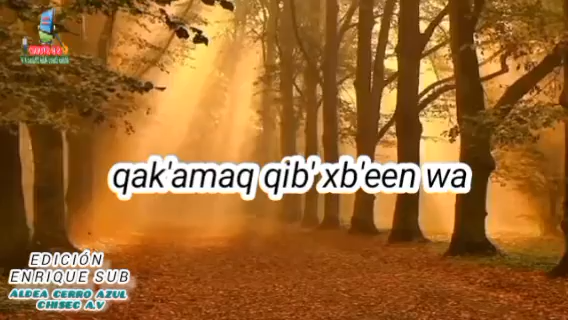 qak'amaq qib' xb'een wa
EDICIÓN
ENRIQUE SUB
ALDEA CERRO AZUL
CHISEC A.V